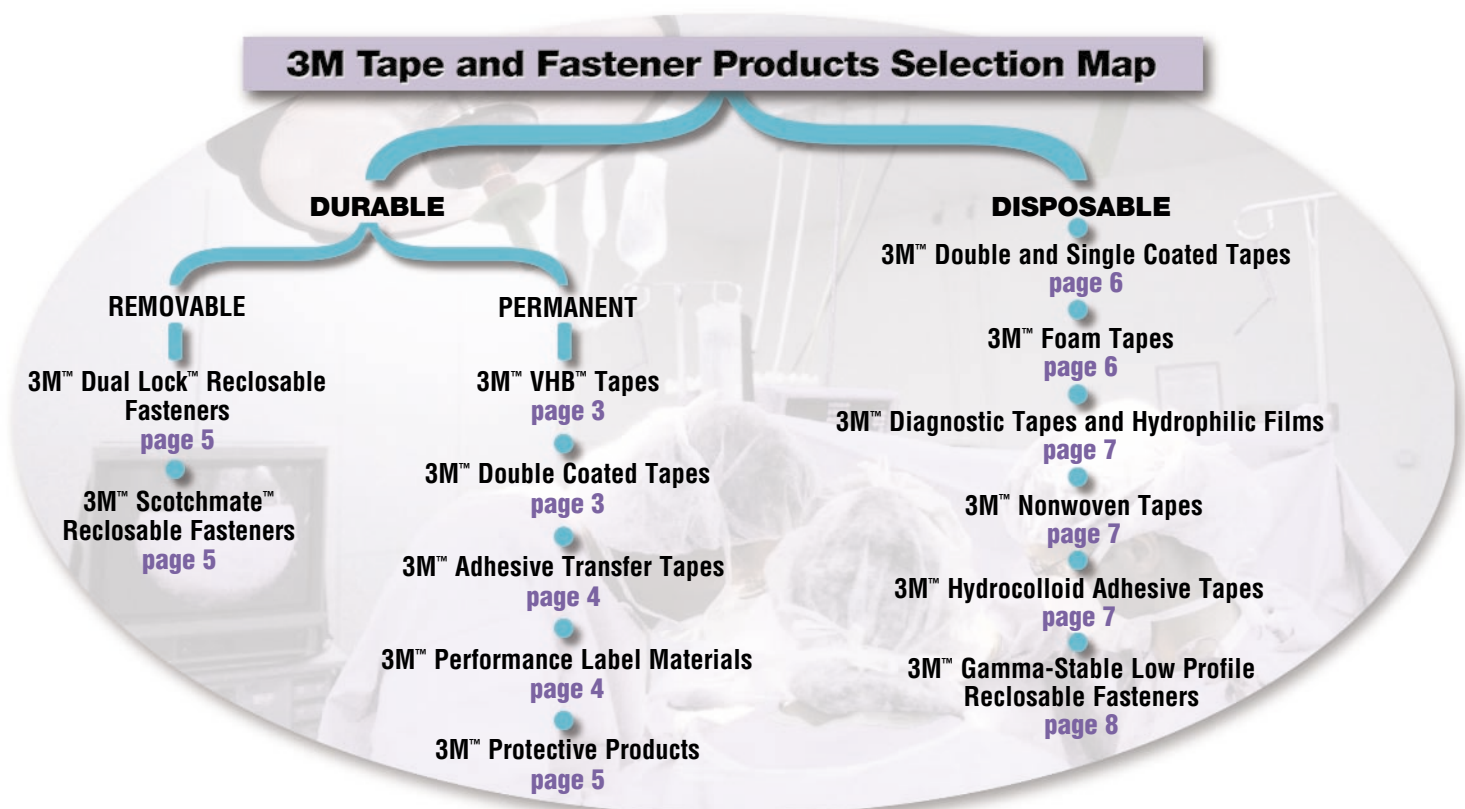 3M Tape and Fastener Products Selection Map
DURABLE
REMOVABLE
3M™ Dual Lock™ Reclosable
Fasteners
page 5
3M™ Scotchmate™
Reclosable Fasteners
page 5
PERMANENT
3M™ VHB™ Tapes
page 3
3M™ Double Coated Tapes
page 3
3M™ Adhesive Transfer Tapes
page 4
3M™ Performance Label Materials
page 4
3M™ Protective Products
page 5
DISPOSABLE
3M™ Double and Single Coated Tapes
page 6
3M™ Foam Tapes
page 6
3M™ Diagnostic Tapes and Hydrophilic Films
page 7
3M™ Nonwoven Tapes
page 7
3M™ Hydrocolloid Adhesive Tapes
page 7
3M™ Gamma-Stable Low Profile
Reclosable Fasteners
page 8